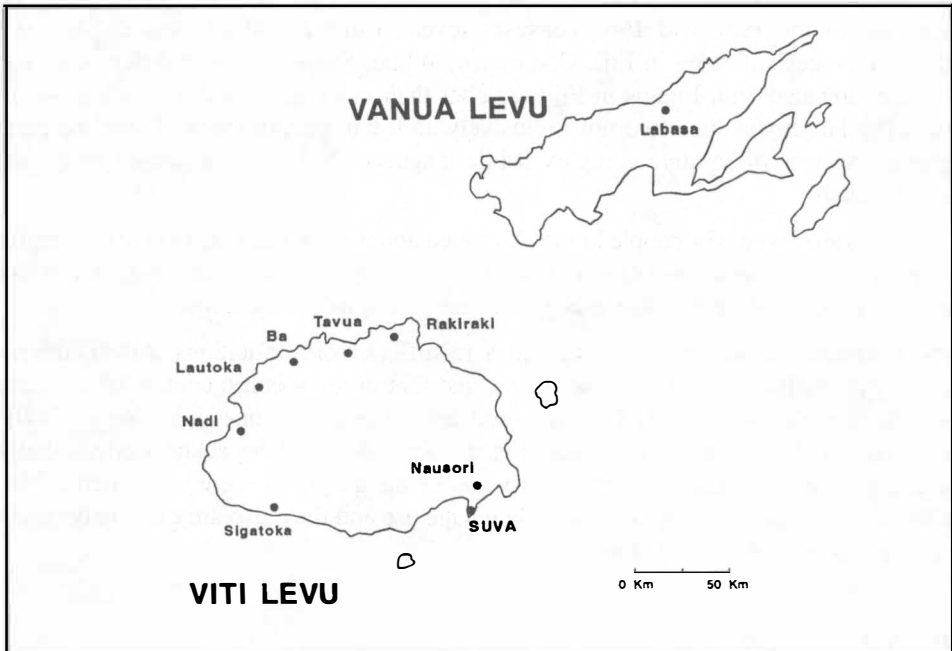 VANUA LEVU
Labasa
Tavua
Rakiraki
Ba
Lautoka
Nadi
Nausori
Sigatoka
SUVA
0 Km 50 Km
VITI LEVU